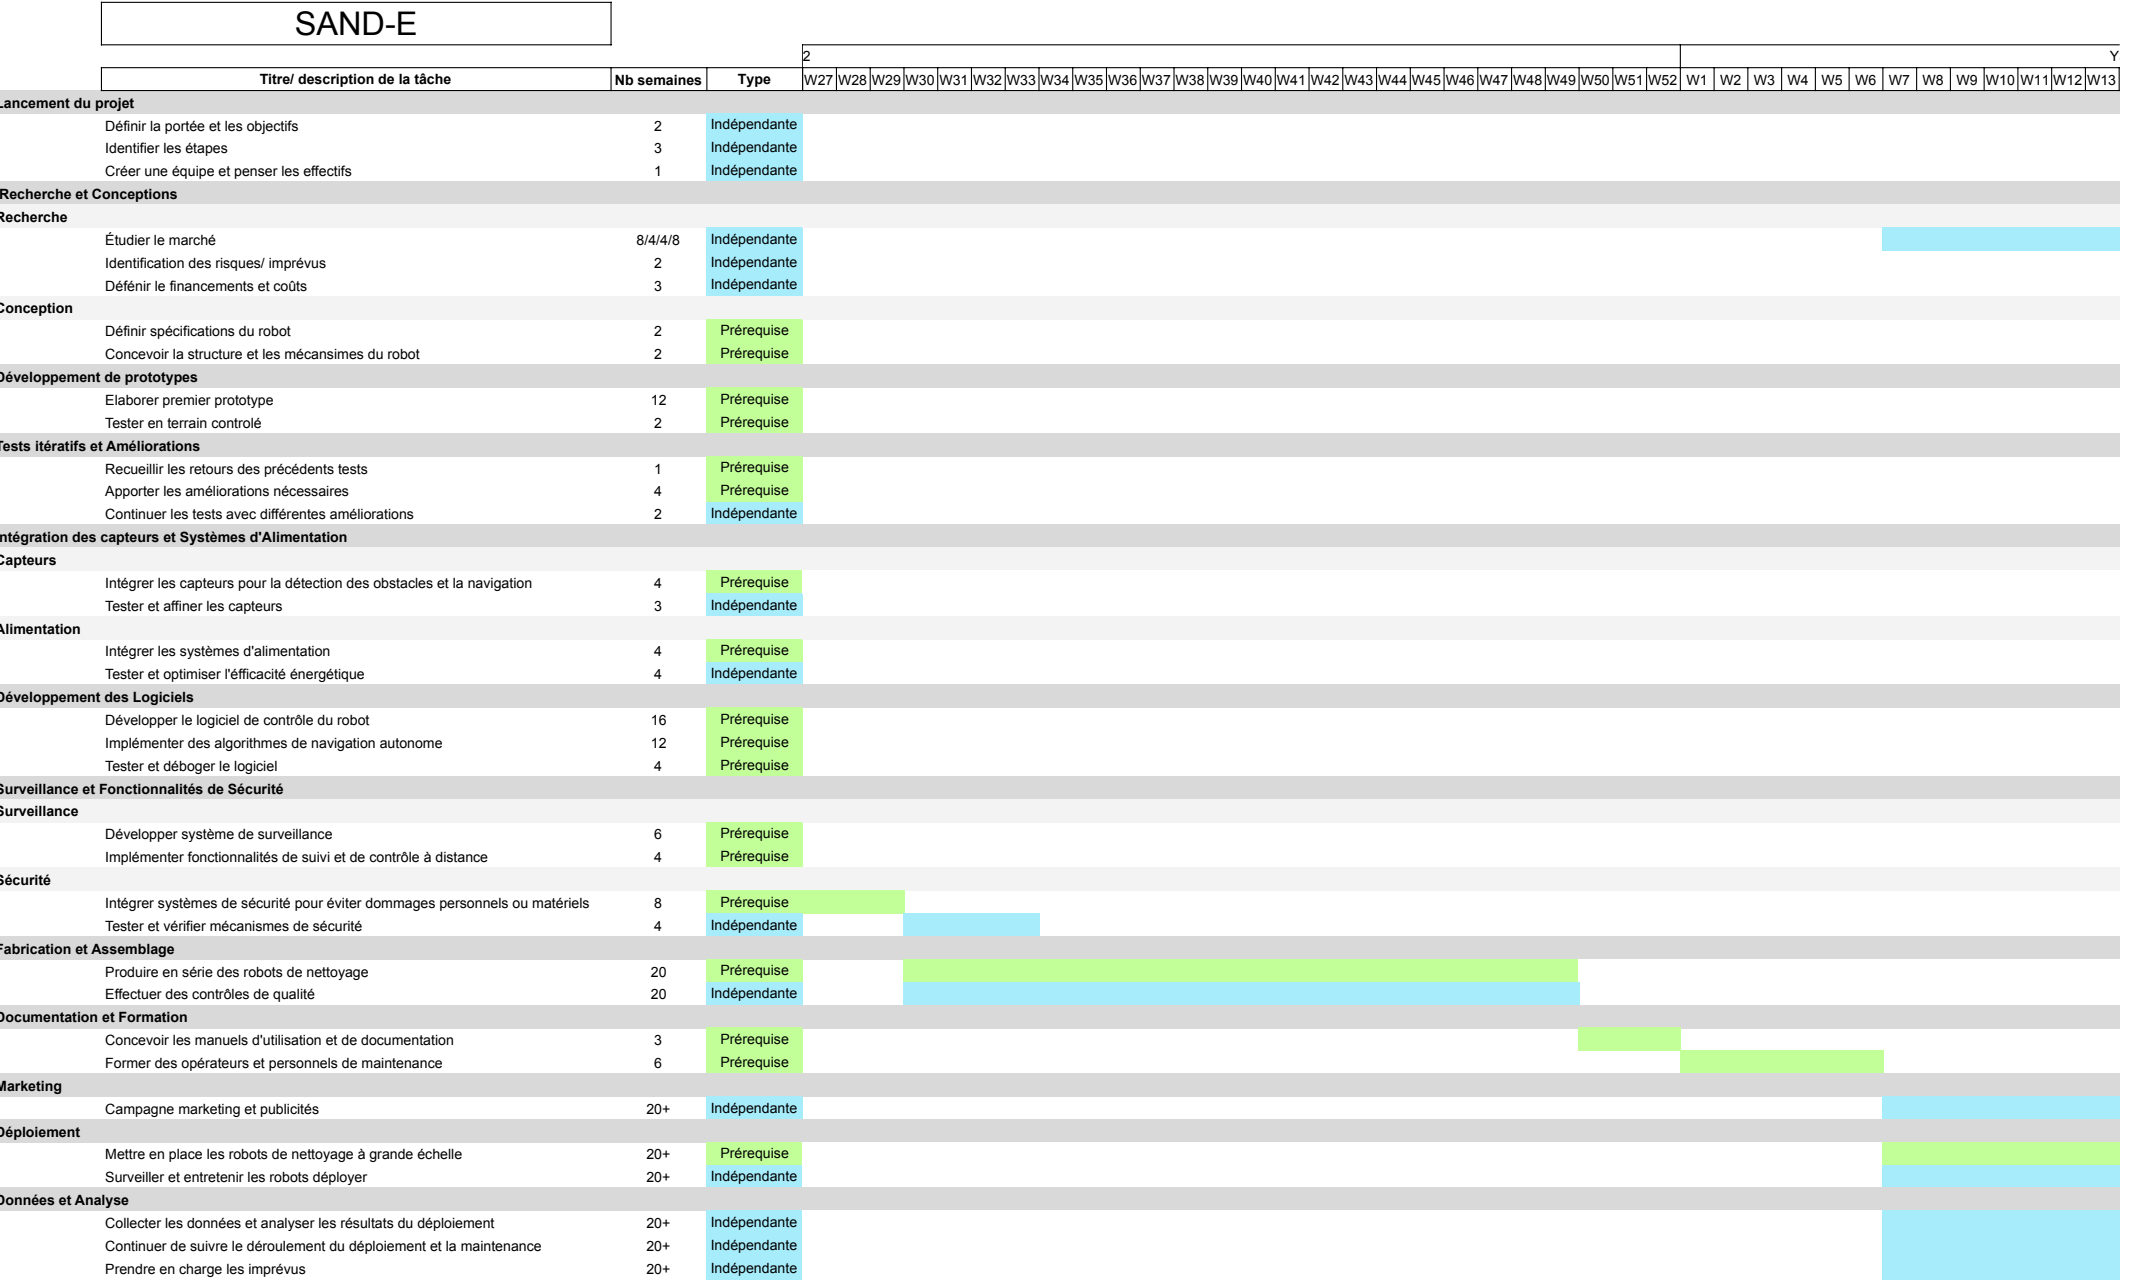 SAND-E
2 Y
Titre/ description de la tâche Nb semaines Type W27 W28 W29 W30 W31 W32 W33 W34 W35 W36 W37 W38 W39 W40 W41 W42 W43 W44 W45 W46 W47 W48 W49 W50 W51 W52 W1 W2 W3 W4 W5 W6 W7 W8 W9 W10 W11 W12 W13
Lancement du projet
Définir la portée et les objectifs 2 Indépendante
Identifier les étapes 3 Indépendante
Créer une équipe et penser les effectifs 1 Indépendante
Recherche et Conceptions
Recherche
Étudier le marché 8/4/4/8 Indépendante
Identification des risques/ imprévus 2 Indépendante
Défénir le financements et coûts 3 Indépendante
Conception
Définir spécifications du robot 2 Prérequise
Concevoir la structure et les mécansimes du robot 2 Prérequise
Développement de prototypes
Elaborer premier prototype 12 Prérequise
Tester en terrain controlé 2 Prérequise
Tests itératifs et Améliorations
Recueillir les retours des précédents tests 1 Prérequise
Apporter les améliorations nécessaires 4 Prérequise
Continuer les tests avec différentes améliorations 2 Indépendante
Intégration des capteurs et Systèmes d'Alimentation
Capteurs
Intégrer les capteurs pour la détection des obstacles et la navigation 4 Prérequise
Tester et affiner les capteurs 3 Indépendante
Alimentation
Intégrer les systèmes d'alimentation 4 Prérequise
Tester et optimiser l'éfficacité énergétique 4 Indépendante
Développement des Logiciels
Développer le logiciel de contrôle du robot 16 Prérequise
Implémenter des algorithmes de navigation autonome 12 Prérequise
Tester et déboger le logiciel 4 Prérequise
Surveillance et Fonctionnalités de Sécurité
Surveillance
Développer système de surveillance 6 Prérequise
Implémenter fonctionnalités de suivi et de contrôle à distance 4 Prérequise
Sécurité
Intégrer systèmes de sécurité pour éviter dommages personnels ou matériels 8 Prérequise
Tester et vérifier mécanismes de sécurité 4 Indépendante
Fabrication et Assemblage
Produire en série des robots de nettoyage 20 Prérequise
Effectuer des contrôles de qualité 20 Indépendante
Documentation et Formation
Concevoir les manuels d'utilisation et de documentation 3 Prérequise
Former des opérateurs et personnels de maintenance 6 Prérequise
Marketing
Campagne marketing et publicités 20+ Indépendante
Déploiement
Mettre en place les robots de nettoyage à grande échelle 20+ Prérequise
Surveiller et entretenir les robots déployer 20+ Indépendante
Données et Analyse
Collecter les données et analyser les résultats du déploiement 20+ Indépendante
Continuer de suivre le déroulement du déploiement et la maintenance 20+ Indépendante
Prendre en charge les imprévus 20+ Indépendante